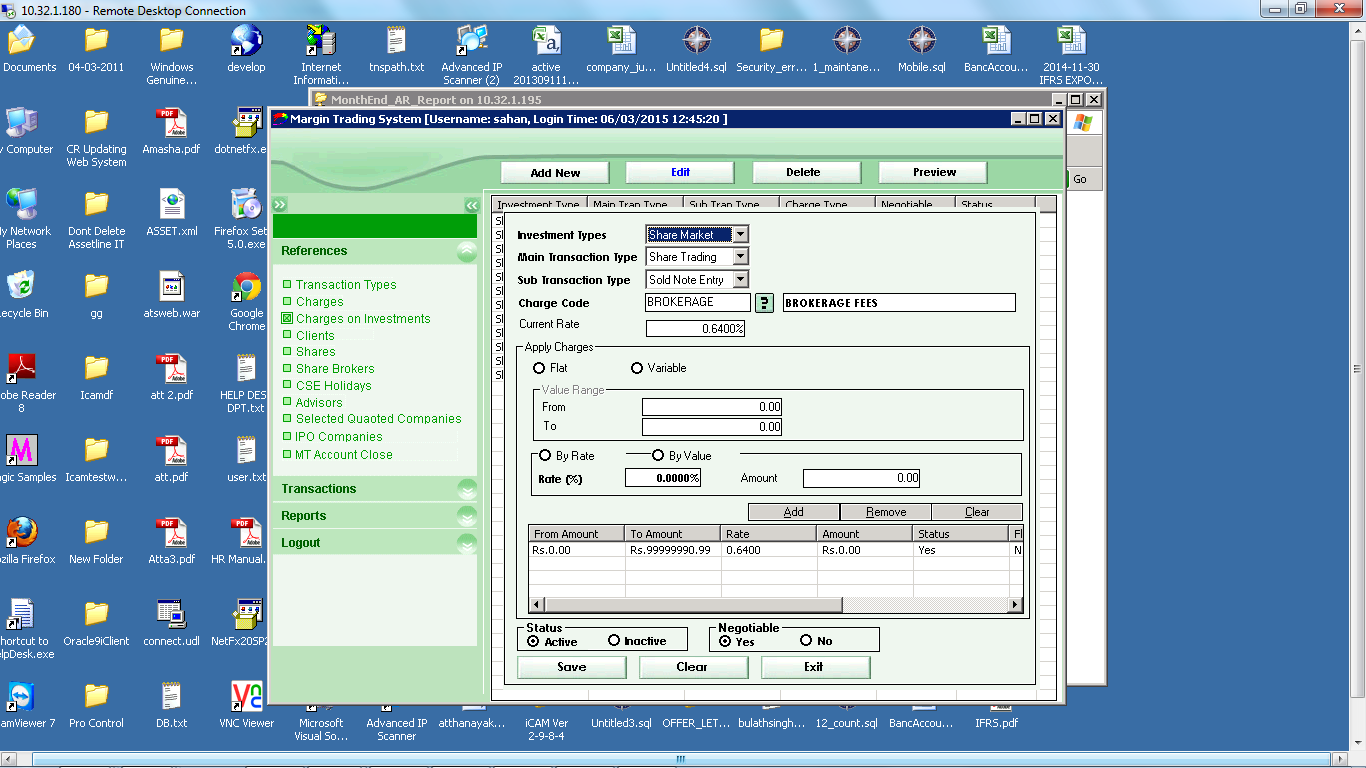 10.32.1.180 - Remote Desktop Connection
Documents
04-03-2011
Amasha.pdf
Windows
Genuine...
develop
Internet
Informati...
tnspath.txt
Advanced IP
Scanner (2)
active
201309111...
company_ju...
Untitled4.sql
Security_err...
1_maintane...
Mobile.sql
BancAccou...
2014-11-30
IFRS EXPO...
MonthEnd_AR_Report on 10.32.1.195
Margin Trading System [Username: sahan, Login Time: 06/03/2015 12:45:20 ]
Add New
Edit
Delete
Preview
Go
Investment Type
Main Tran Type
Sub Tran Type
Charge Type
Negotiable
Status
References
Transaction Types
Charges
Charges on Investments
Clients
Shares
Share Brokers
CSE Holidays
Advisors
Selected Quaoted Companies
IPO Companies
MT Account Close
Transactions
Reports
Logout
Investment Types
Share Market
Main Transaction Type
Share Trading
Sub Transaction Type
Sold Note Entry
Charge Code
BROKERAGE
?
BROKERAGE FEES
Current Rate
0.6400%
Apply Charges
Flat
Variable
Value Range
From
0.00
To
0.00
By Rate
By Value
Rate (%)
0.0000%
Amount
0.00
Add
Remove
Clear
From Amount
To Amount
Rate
Amount
Status
Fl
Rs.0.00
Rs.99999990.99
0.6400
Rs.0.00
Yes
N
Status
Active
Inactive
Negotiable
Yes
No
Save
Clear
Exit
y Computer
CR Updating
Web System
Amasha.pdf
dotnetfx.e
y Network
Places
Dont Delete
Assetline IT
ASSET.xml
Firefox Set
5.0.exe
ecycle Bin
gg
atsweb.war
Google
Chrome
obe Reader
8
Icamdf
att 2.pdf
HELP DES
DPT.txt
gic Samples
Icamtestw...
att.pdf
user.txt
zilla Firefox
New Folder
Atta3.pdf
HR Manual.
hortcut to
lpDesk.exe
Oracle9iClient
connect.udl
NetFx20SP2
amViewer 7
Pro Control
DB.txt
VNC Viewer
Microsoft
Visual So...
Advanced IP
Scanner
atthanayak...
iCAM Ver
2-9-8-4
Untitled3.sql
OFFER_LET...
bulathsingh...
12_count.sql
BancAccou...
IFRS.pdf